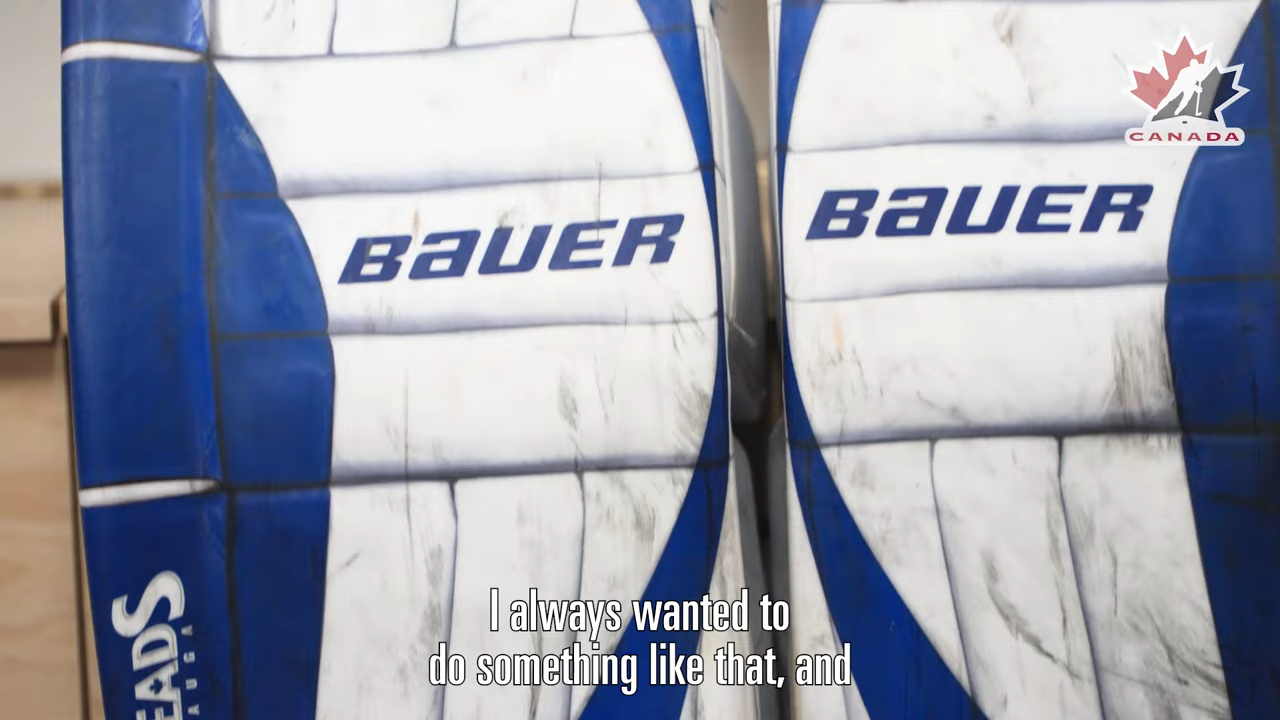 BAUER
BAUER
CANADA
I always wanted to
do something like that, and